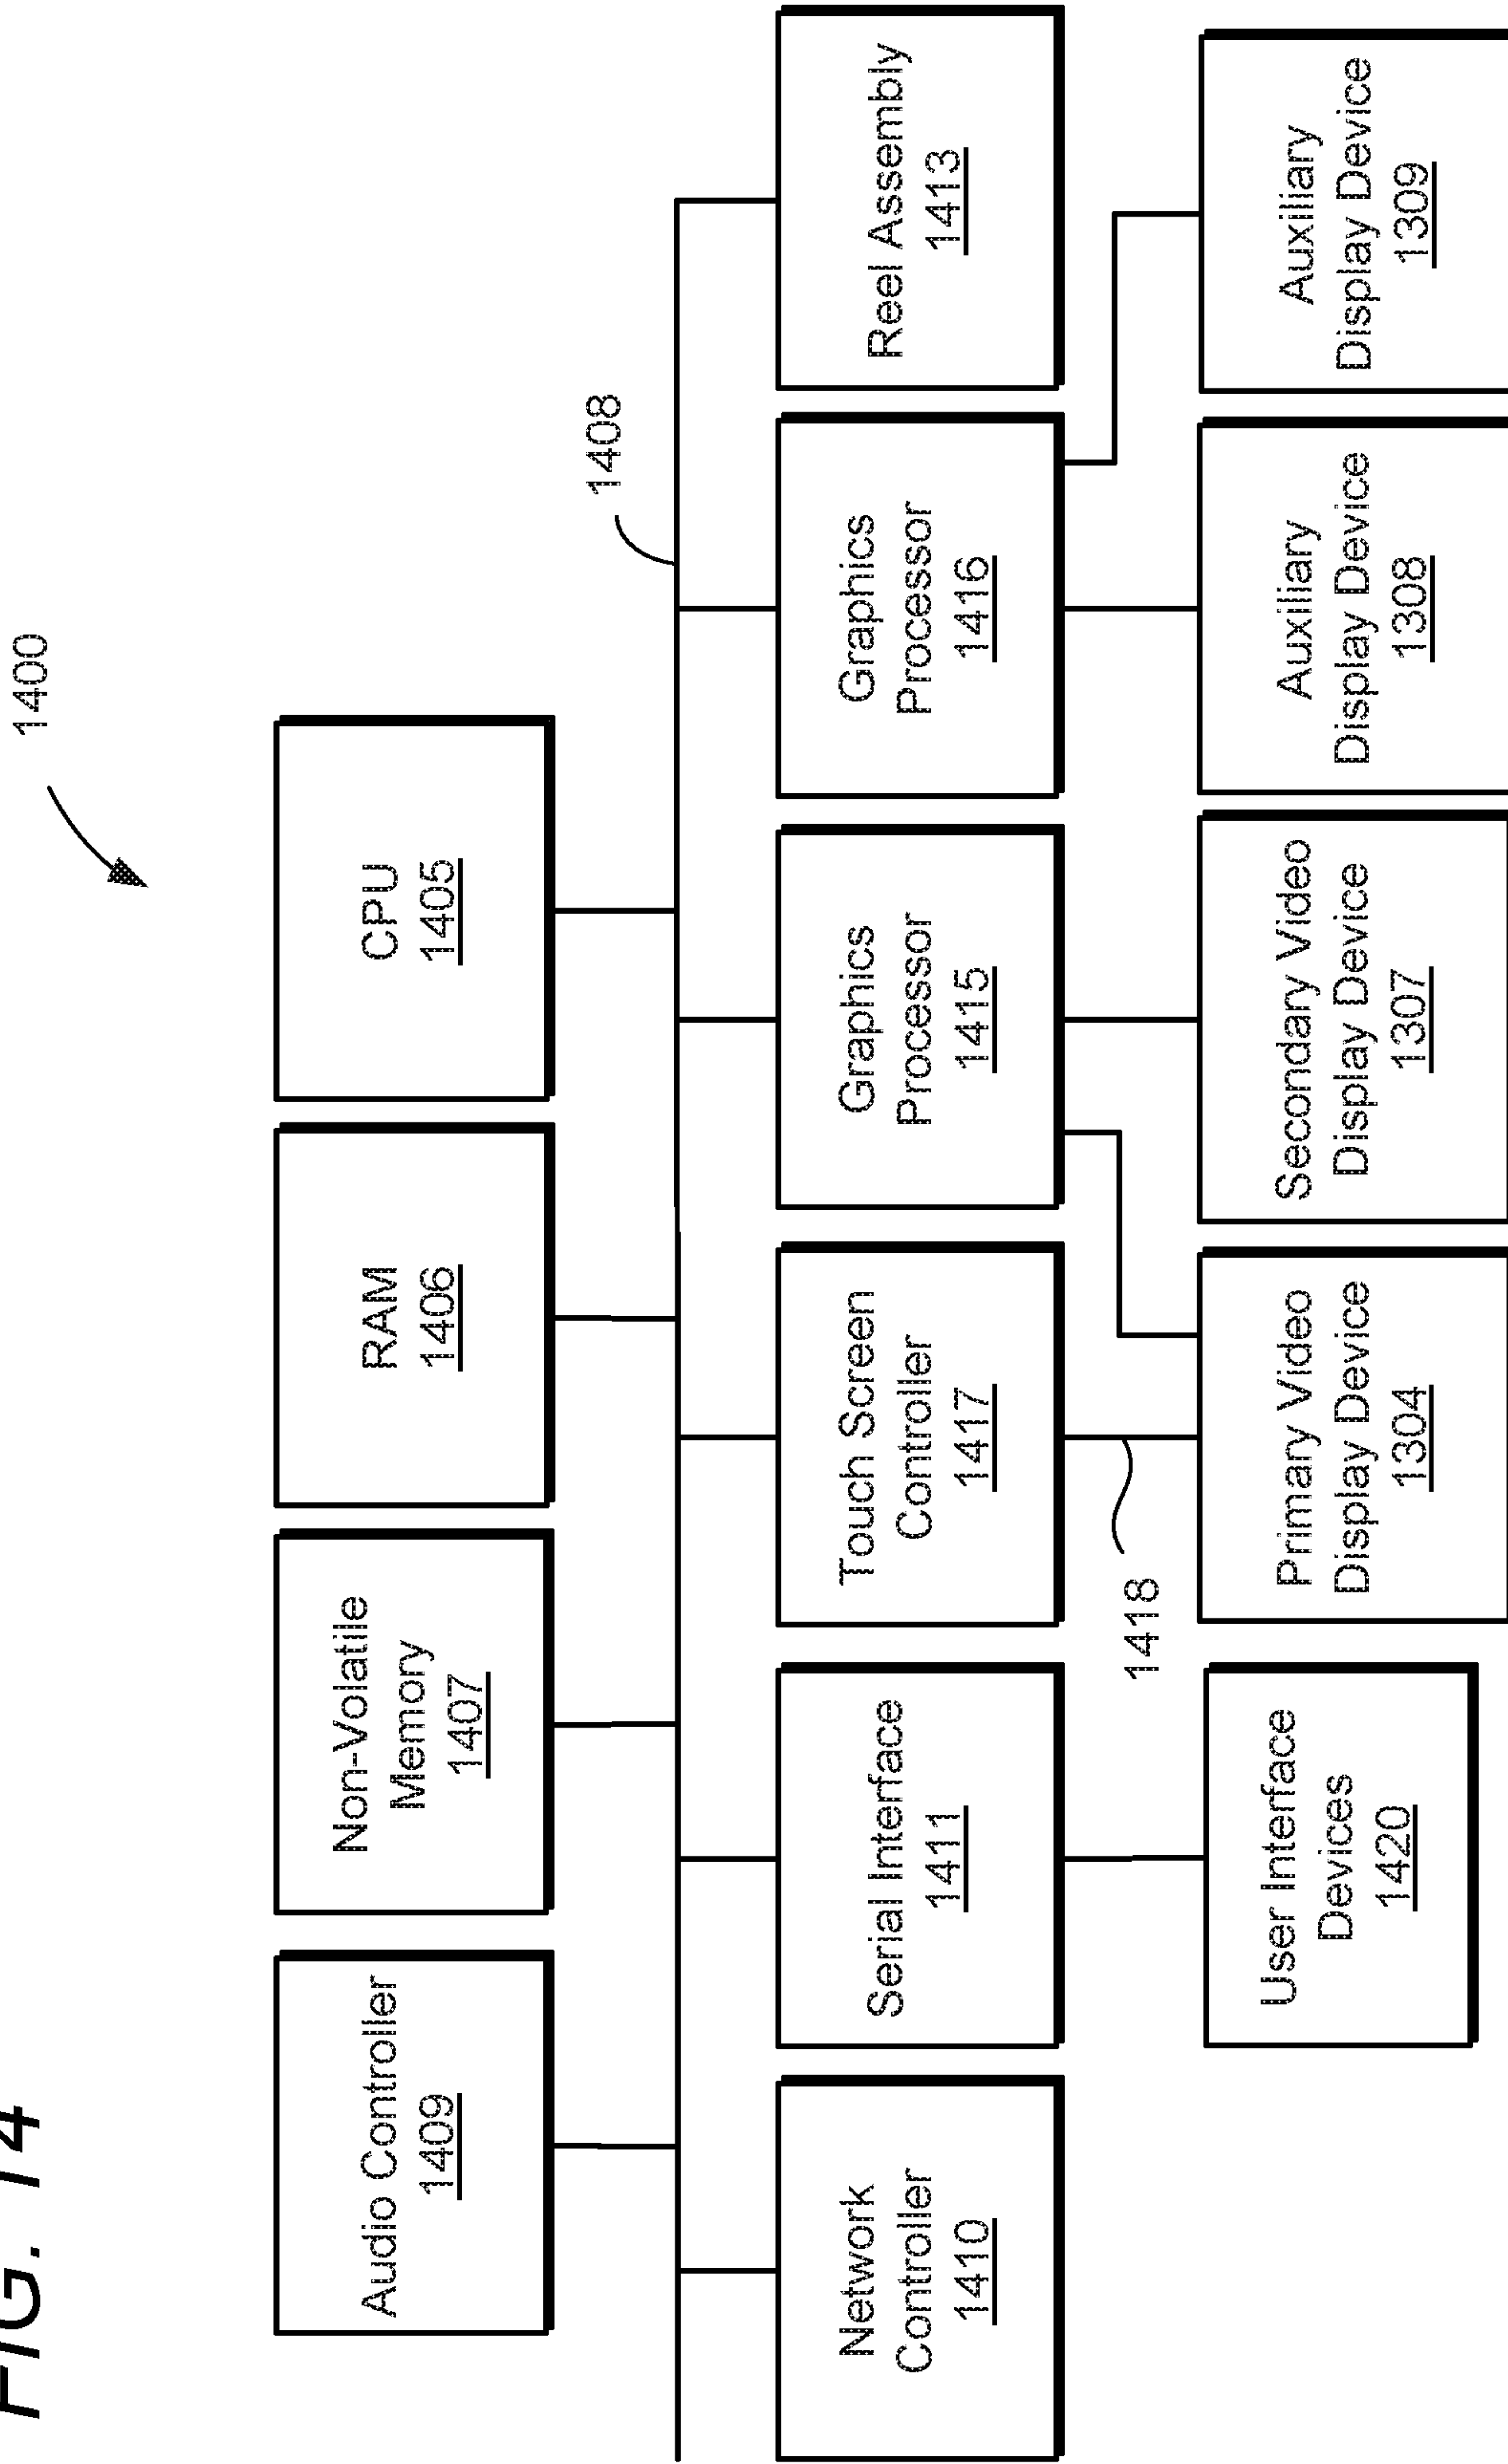 FIG. 14
1400
Audio Controller
1409
Non-Volatile
Memory
1407
RAM
1406
CPU
1405
1408
Network
Controller
1410
Serial Interface
1411
Touch Screen
Controller
1417
Graphics
Processor
1415
Graphics
Processor
1416
Reel Assembly
1413
1418
User Interface
Devices
1420
Primary Video
Display Device
1304
Secondary Video
Display Device
1307
Auxiliary
Display Device
1308
Auxiliary
Display Device
1309